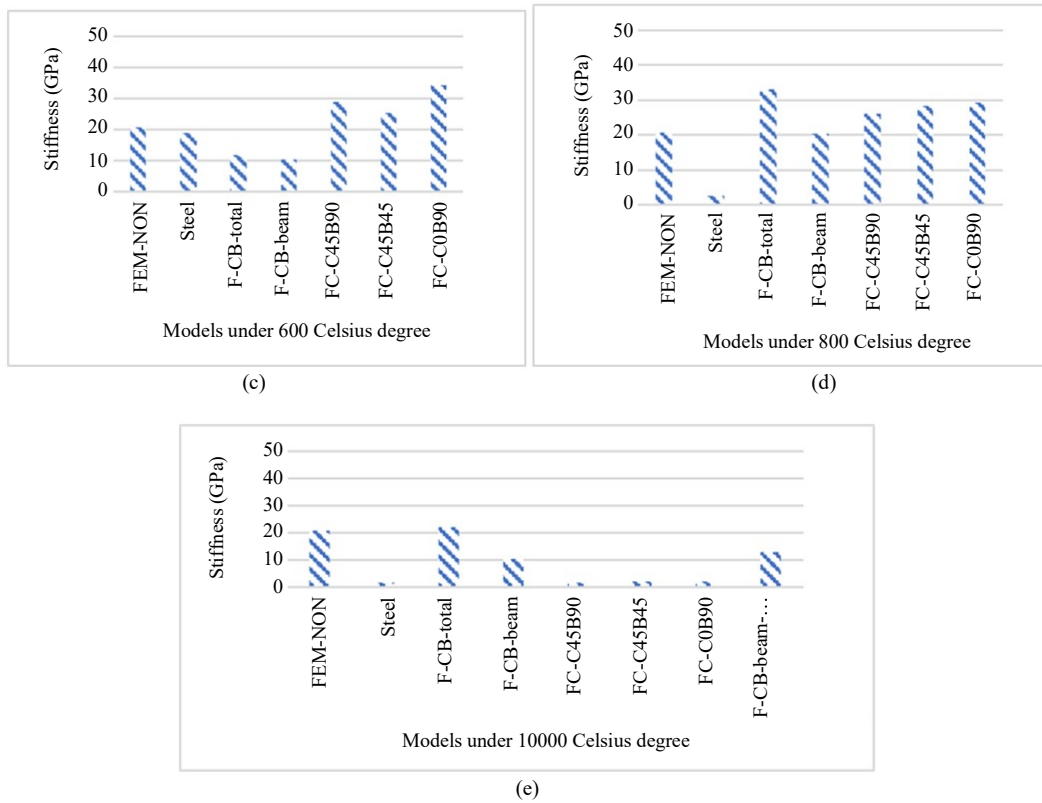 50
40
30
20
10
0
Stiffness (GPa)
FEM-NON
Steel
F-CB-total
F-CB-beam
FC-C45B90
FC-C45B45
FC-C0B90
Models under 600 Celsius degree
(c)
50
40
30
20
10
0
Stiffness (GPa)
FEM-NON
Steel
F-CB-total
F-CB-beam
FC-C45B90
FC-C45B45
FC-C0B90
Models under 800 Celsius degree
(d)
50
40
30
20
10
0
Stiffness (GPa)
FEM-NON
Steel
F-CB-total
F-CB-beam
FC-C45B90
FC-C45B45
FC-C0B90
F-CB-beam-…
Models under 10000 Celsius degree
(e)